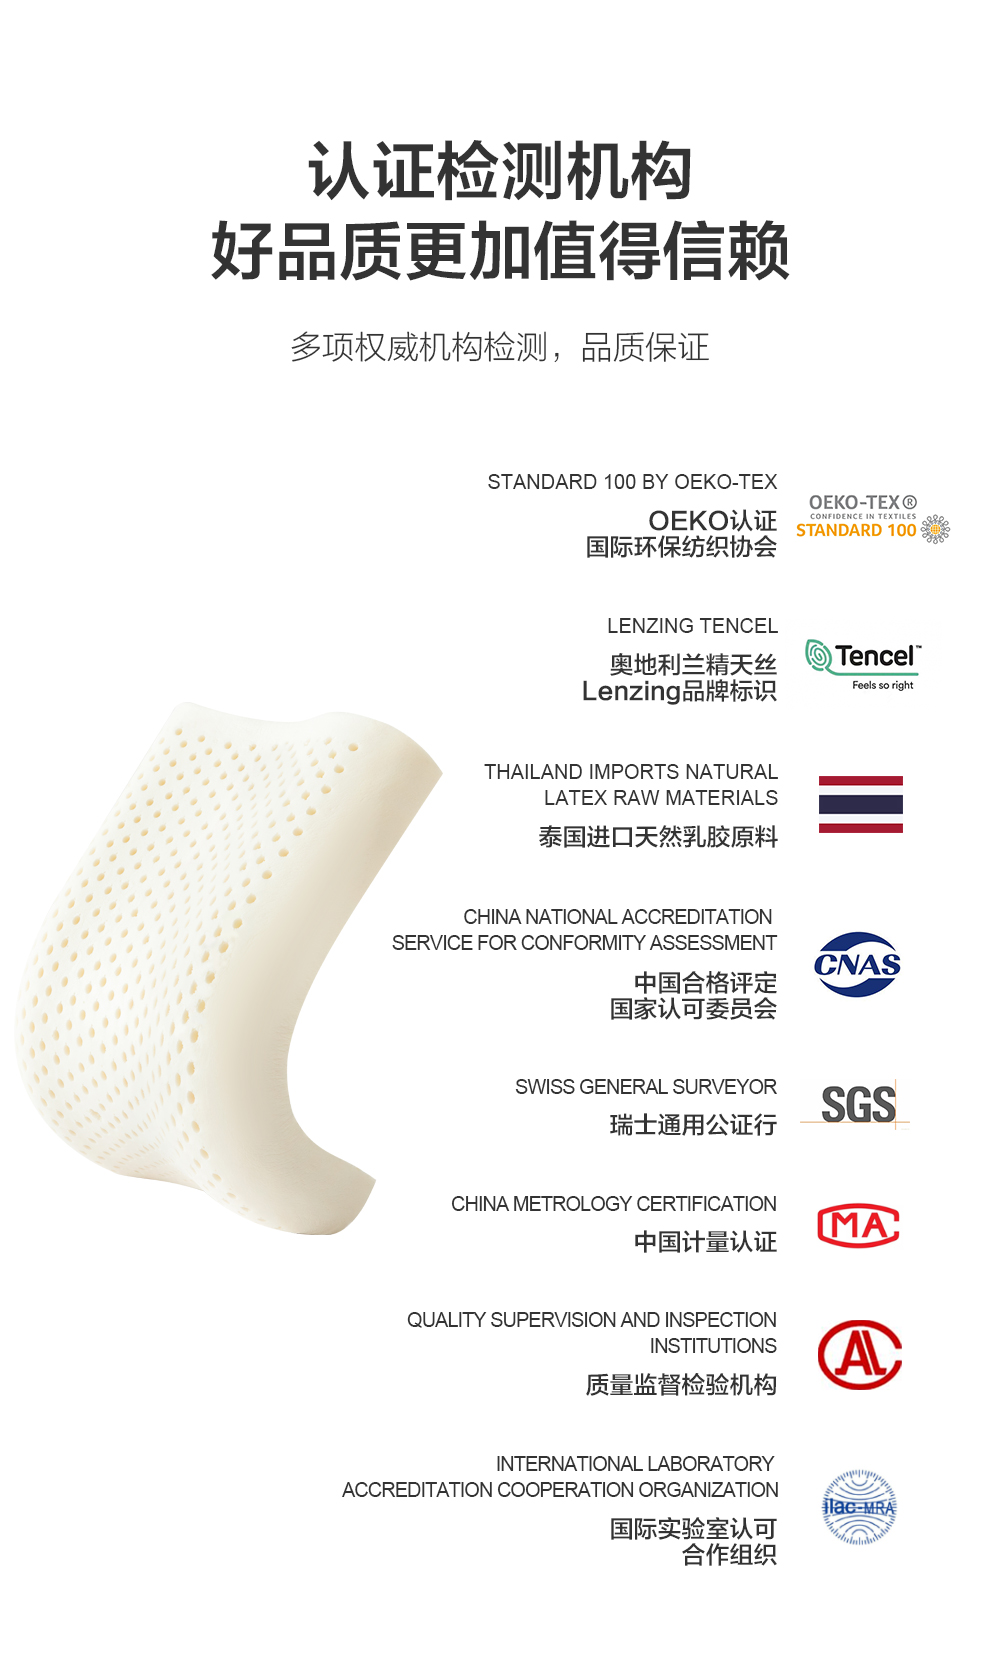 认证检测机构
好品质更加值得信赖
多项权威机构检测，品质保证
STANDARD 100 BY OEKO-TEX
OEKO认证
国际环保纺织协会
OEKO-TEX®
CONFIDENCE IN TEXTILES
STANDARD 100
LENZING TENCEL
奥地利兰精天丝
Lenzing品牌标识
Tencel™
Feels so right
THAILAND IMPORTS NATURAL
LATEX RAW MATERIALS
泰国进口天然乳胶原料
CHINA NATIONAL ACCREDITATION
SERVICE FOR CONFORMITY ASSESSMENT
中国合格评定
国家认可委员会
CNAS
SWISS GENERAL SURVEYOR
瑞士通用公证行
SGS
CHINA METROLOGY CERTIFICATION
中国计量认证
MA
QUALITY SUPERVISION AND INSPECTION
INSTITUTIONS
质量监督检验机构
CAL
INTERNATIONAL LABORATORY
ACCREDITATION COOPERATION ORGANIZATION
国际实验室认可
合作组织
ilac-MRA